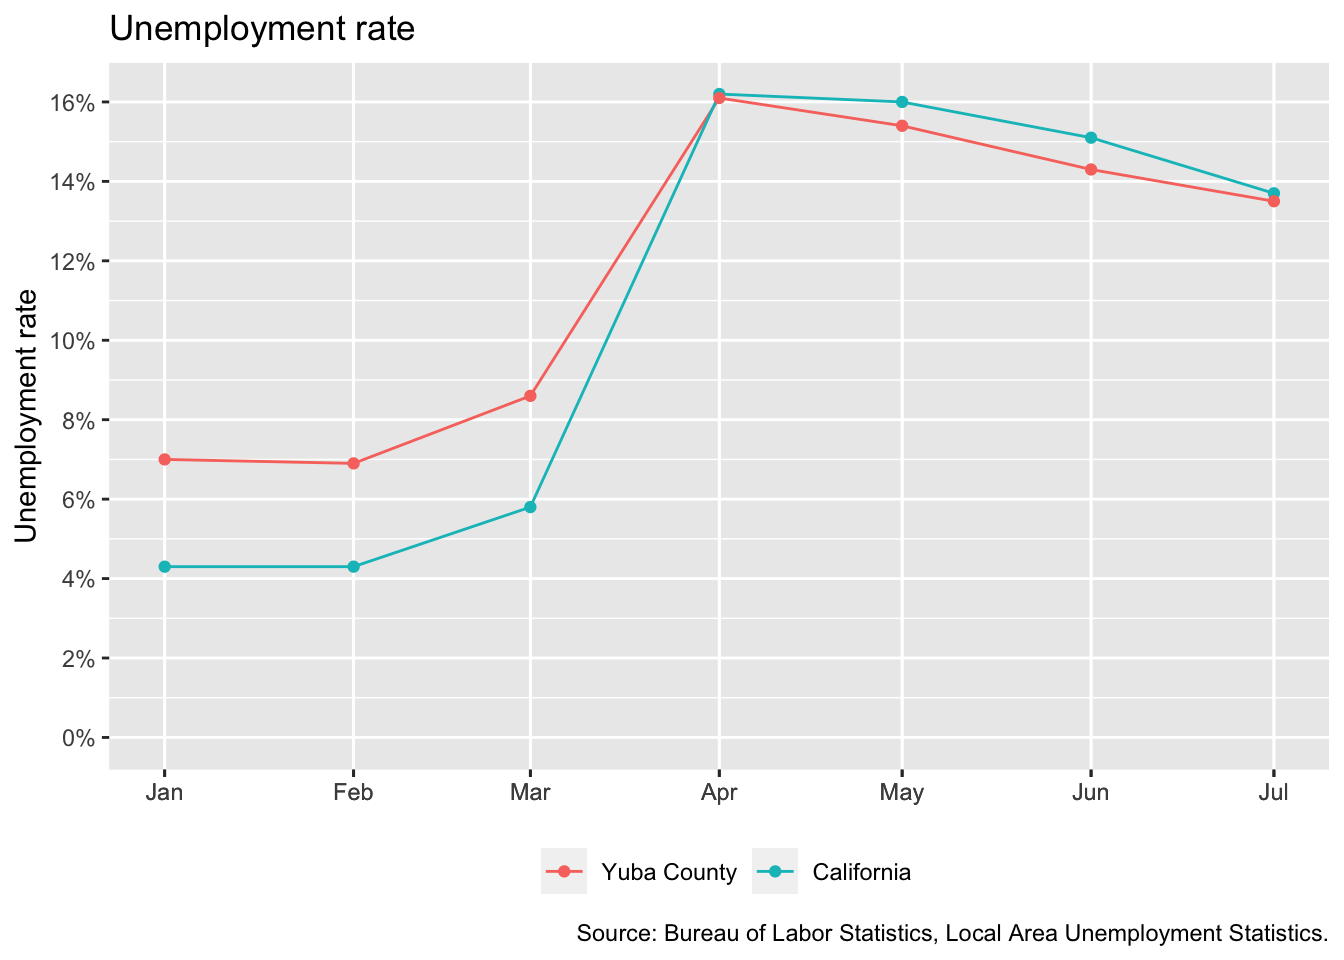 Unemployment rate
Unemployment rate
16%
14%
12%
10%
8%
6%
4%
2%
0%
Jan Feb Mar Apr May Jun Jul
Yuba County California
Source: Bureau of Labor Statistics, Local Area Unemployment Statistics.